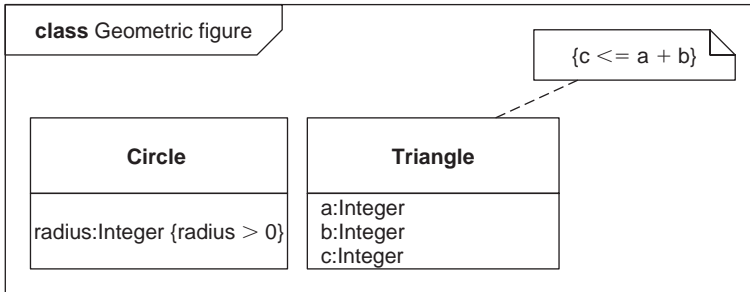 class Geometric figure
{c <= a + b}
Circle
radius:Integer {radius > 0}
Triangle
a:Integer
b:Integer
c:Integer